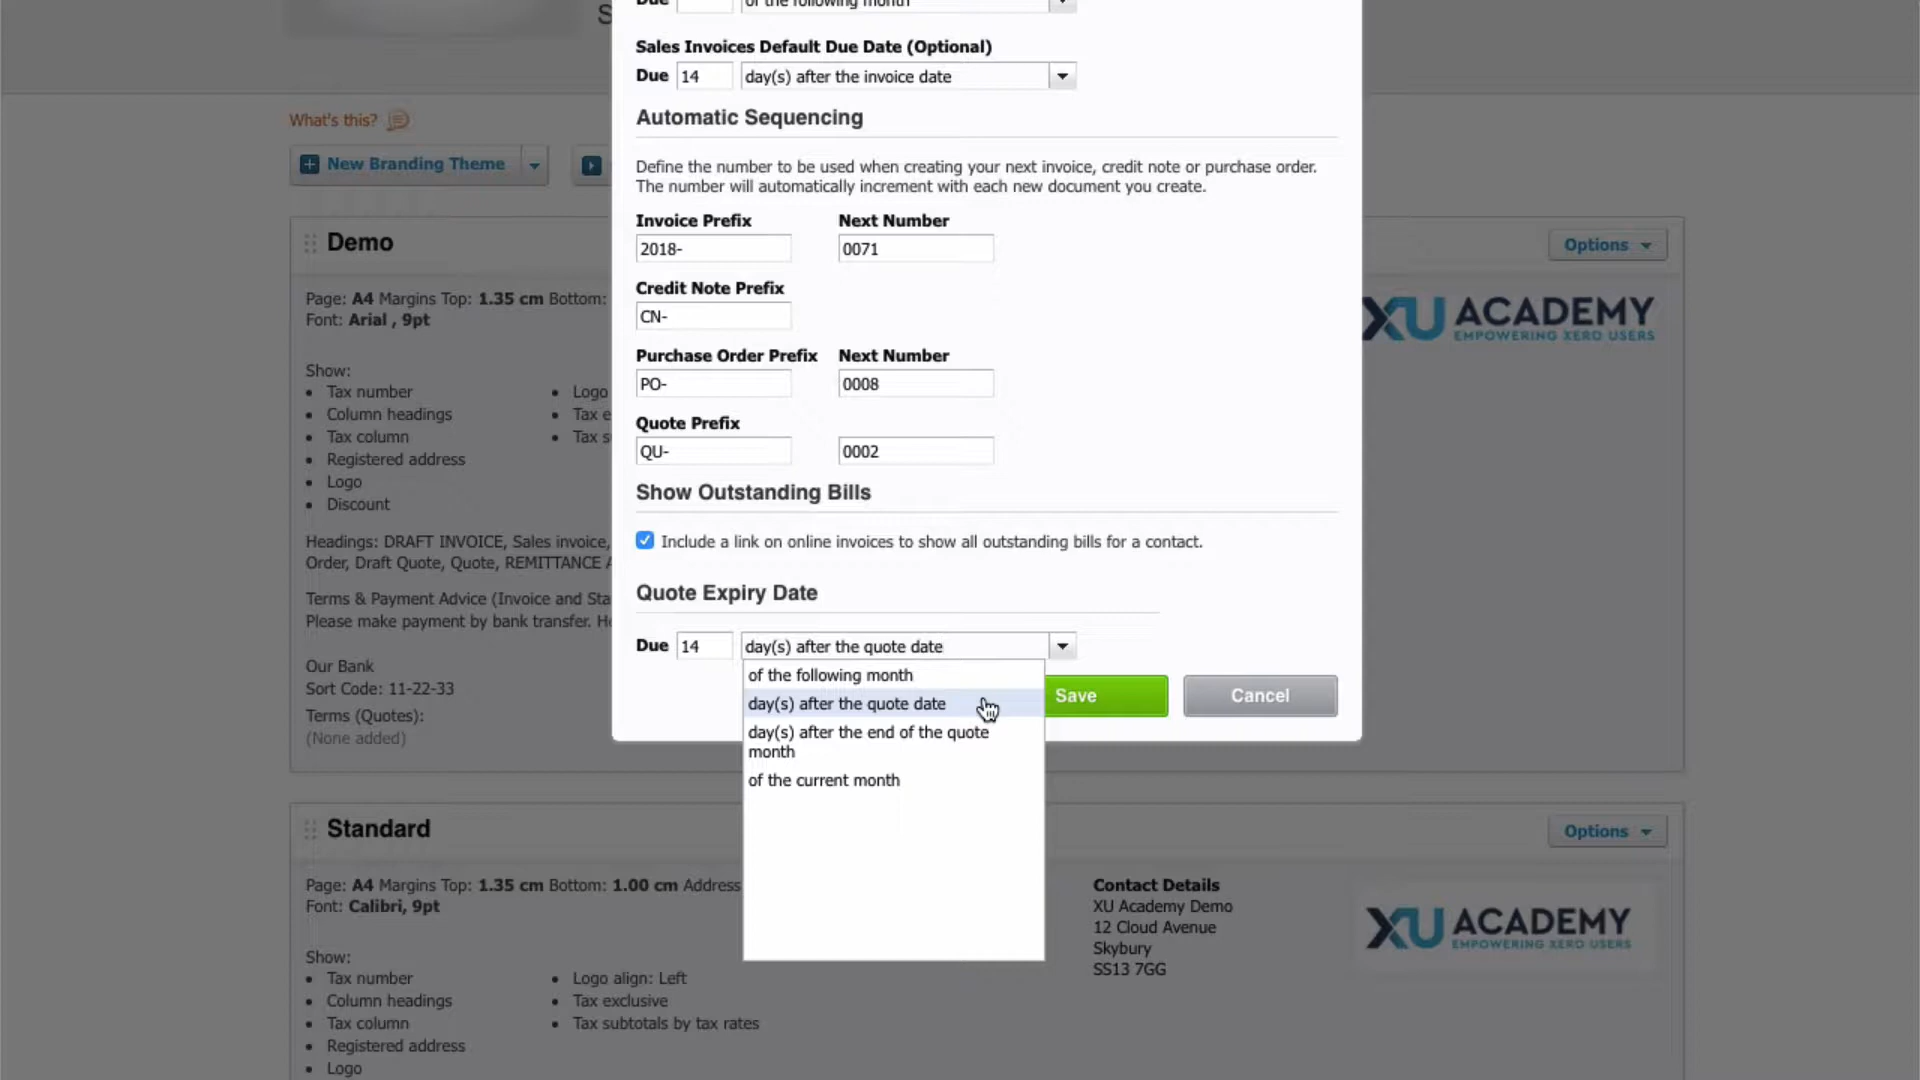 Due of the following month
Sales Invoices Default Due Date (Optional)
Due 14 day(s) after the invoice date
What's this?
New Branding Theme
Automatic Sequencing
Define the number to be used when creating your next invoice, credit note or purchase order.
The number will automatically increment with each new document you create.
Invoice Prefix Next Number
2018- 0071
Credit Note Prefix
CN-
Purchase Order Prefix Next Number
PO- 0008
Quote Prefix
QU- 0002
Show Outstanding Bills
Include a link on online invoices to show all outstanding bills for a contact.
Quote Expiry Date
Due 14 day(s) after the quote date
of the following month
day(s) after the quote date
day(s) after the end of the quote
month
of the current month
Save Cancel
Demo
Options
Page: A4 Margins Top: 1.35 cm Bottom:
Font: Arial , 9pt
Show:
• Tax number
• Column headings
• Tax column
• Registered address
• Logo
• Discount
• Logo
• Tax e
• Tax s
Headings: DRAFT INVOICE, Sales invoice,
Order, Draft Quote, Quote, REMITTANCE A
Terms & Payment Advice (Invoice and Sta
Please make payment by bank transfer. He
Our Bank
Sort Code: 11-22-33
Terms (Quotes):
(None added)
XU ACADEMY
EMPOWERING XERO USERS
Standard
Options
Page: A4 Margins Top: 1.35 cm Bottom: 1.00 cm Address
Font: Calibri, 9pt
Show:
• Tax number
• Column headings
• Tax column
• Registered address
• Logo
• Logo align: Left
• Tax exclusive
• Tax subtotals by tax rates
Contact Details
XU Academy Demo
12 Cloud Avenue
Skybury
SS13 7GG
XU ACADEMY
EMPOWERING XERO USERS